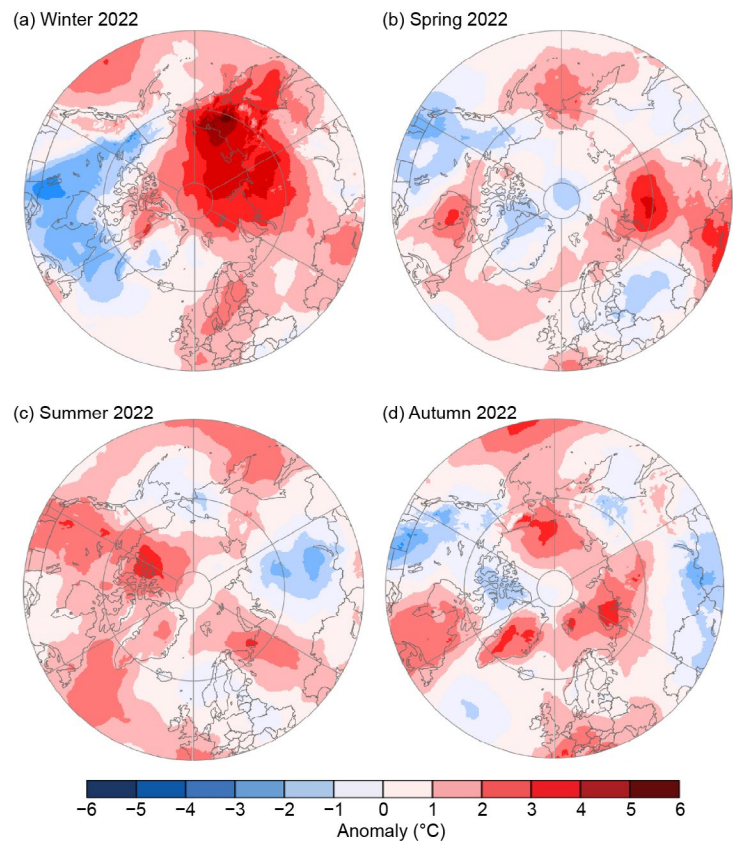 (a) Winter 2022
(b) Spring 2022
(c) Summer 2022
(d) Autumn 2022
−6 −5 −4 −3 −2 −1 0 1 2 3 4 5 6
Anomaly (°C)